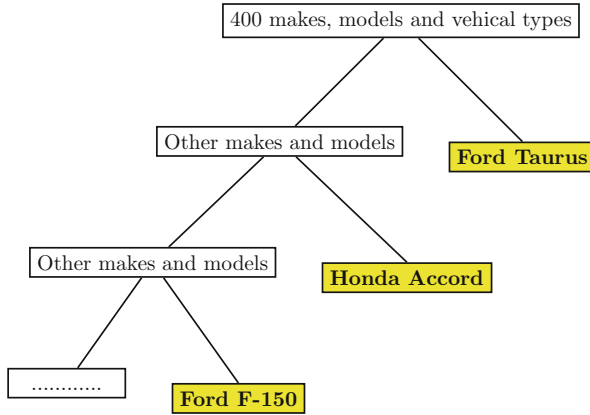 400 makes, models and vehical types
Other makes and models
Ford Taurus
Other makes and models
Honda Accord
............
Ford F-150